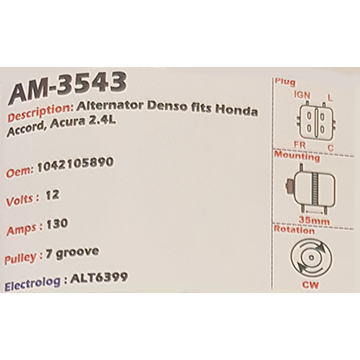 AM-3543
Description: Alternator Denso fits Honda
Accord, Acura 2.4L
Oem: 1042105890
Volts : 12
Amps : 130
Pulley : 7 groove
Electrolog : ALT6399
Plug
IGN L
FR C
Mounting
35mm
Rotation
CW